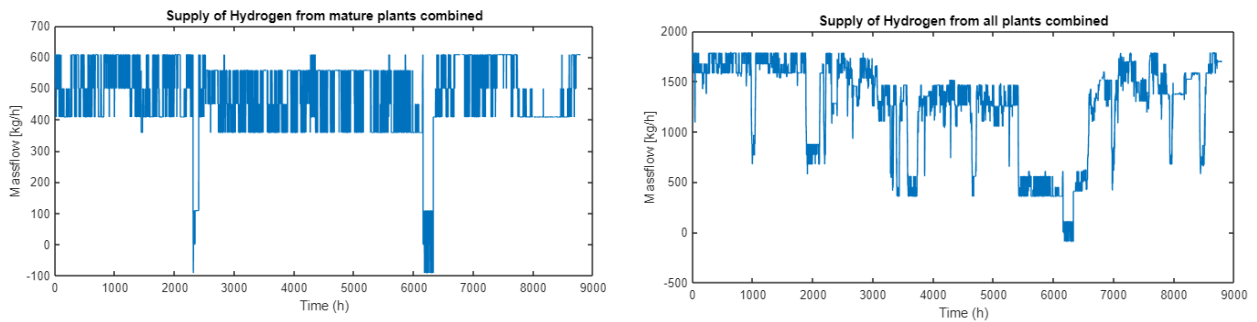 Supply of Hydrogen from mature plants combined
700
600
500
400
300
200
100
0
-100
Massflow [kg/h]
0 1000 2000 3000 4000 5000 6000 7000 8000 9000
Time (h)
Supply of Hydrogen from all plants combined
2000
1500
1000
500
0
-500
Massflow [kg/h]
0 1000 2000 3000 4000 5000 6000 7000 8000 9000
Time (h)